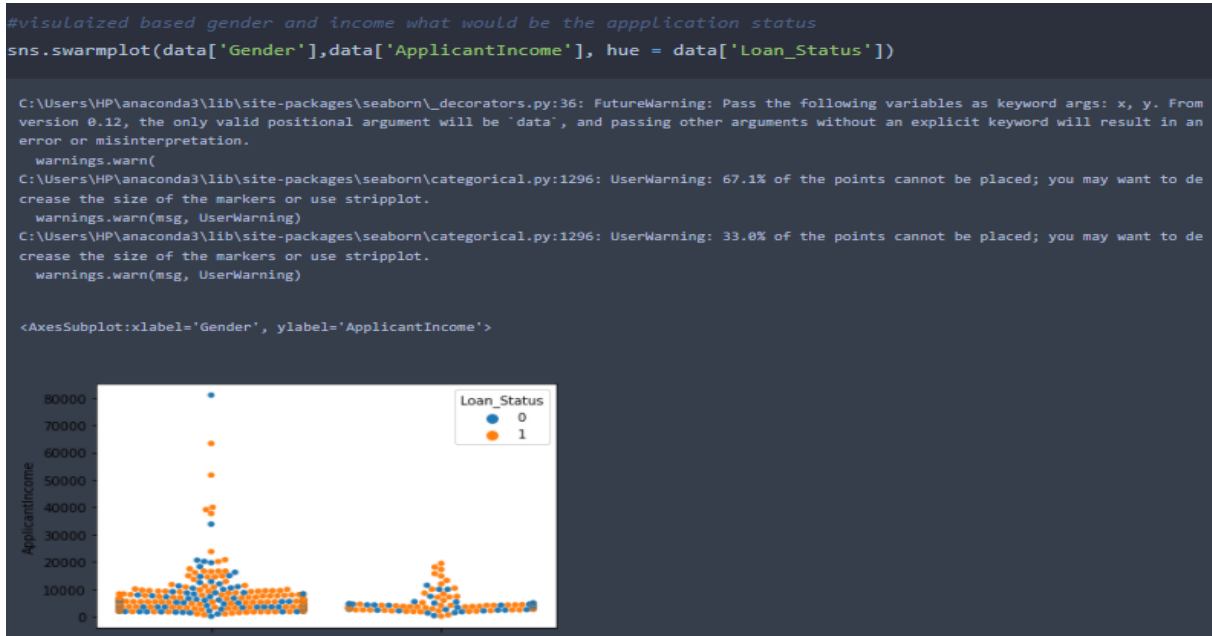 #visulaized based gender and income what would be the appplication status
sns.swarmplot(data['Gender'],data['ApplicantIncome'], hue = data['Loan_Status'])
C:\Users\HP\anaconda3\lib\site-packages\seaborn\_decorators.py:36: FutureWarning: Pass the following variables as keyword args: x, y. From
version 0.12, the only valid positional argument will be `data`, and passing other arguments without an explicit keyword will result in an
error or misinterpretation.
warnings.warn(
C:\Users\HP\anaconda3\lib\site-packages\seaborn\categorical.py:1296: UserWarning: 67.1% of the points cannot be placed; you may want to de
crease the size of the markers or use stripplot.
warnings.warn(msg, UserWarning)
C:\Users\HP\anaconda3\lib\site-packages\seaborn\categorical.py:1296: UserWarning: 33.0% of the points cannot be placed; you may want to de
crease the size of the markers or use stripplot.
warnings.warn(msg, UserWarning)
<AxesSubplot:xlabel='Gender', ylabel='ApplicantIncome'>
Loan_Status
0
1
80000
70000
60000
50000
40000
30000
20000
10000
0
ApplicantIncome